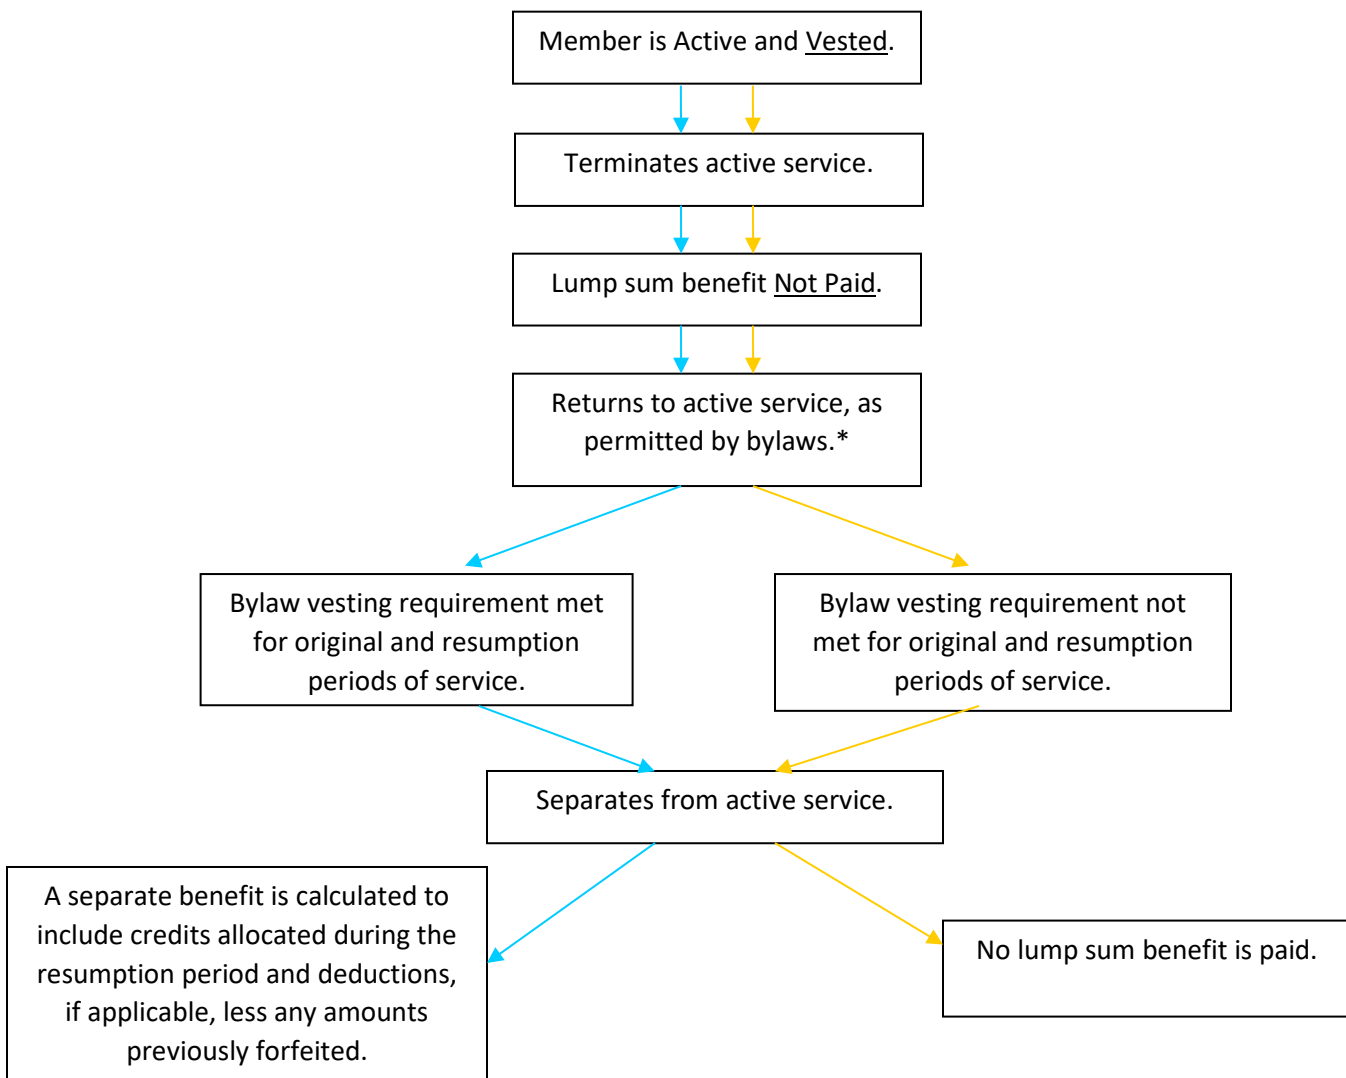 Member is Active and Vested.
Terminates active service.
Lump sum benefit Not Paid.
Returns to active service, as
permitted by bylaws.*
Bylaw vesting requirement met
for original and resumption
periods of service.
Bylaw vesting requirement not
met for original and resumption
periods of service.
Separates from active service.
A separate benefit is calculated to
include credits allocated during the
resumption period and deductions,
if applicable, less any amounts
previously forfeited.
No lump sum benefit is paid.